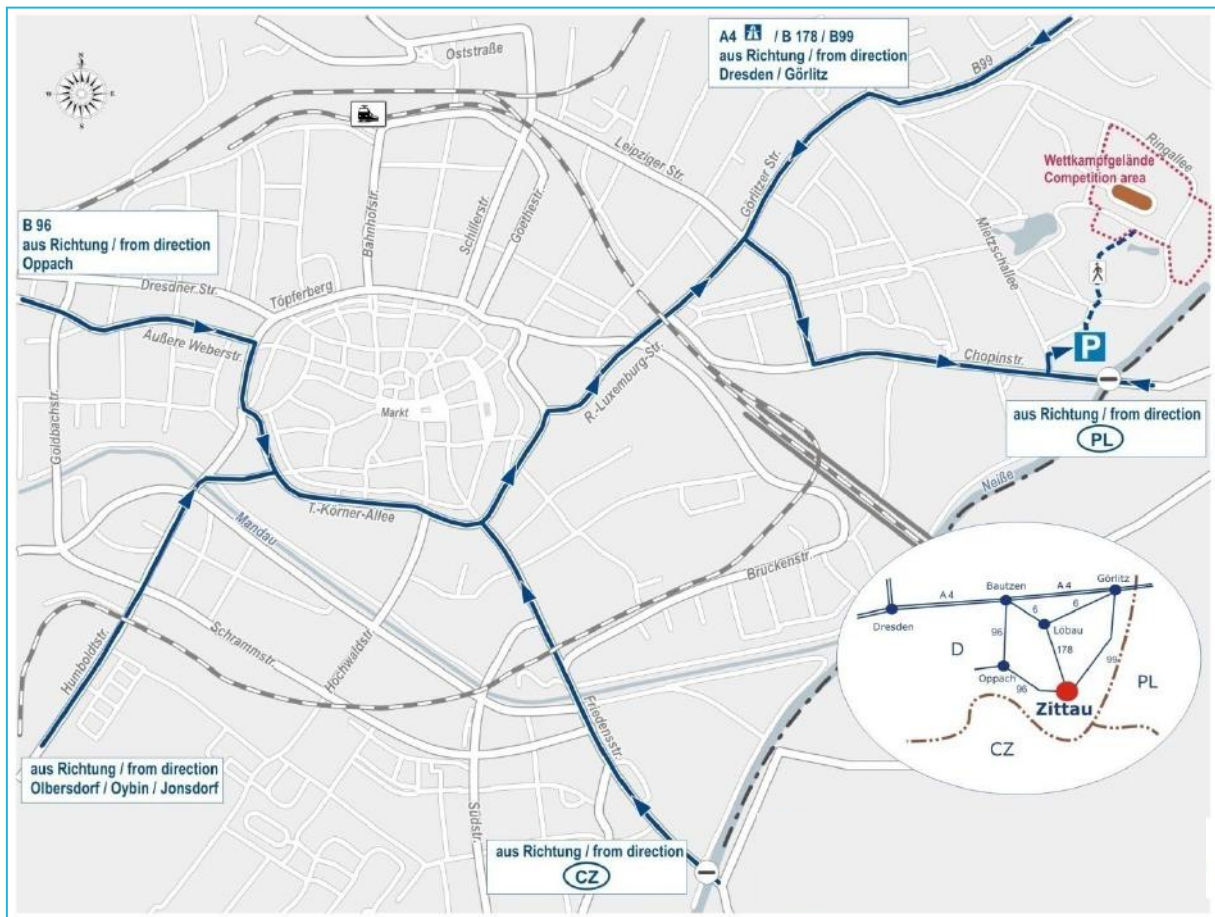 Oststraße
A4 / B 178 / B99
aus Richtung / from direction
Dresden / Görlitz
B99
N
W E
S
Leipziger Str.
Görlitzer Str.
Ringallee
Wettkampfgelände
Competition area
B 96
aus Richtung / from direction
Oppach
Bahnhofstr.
Schillerstr.
Goethestr.
Mietzschallee
Dresdner Str.
Töpferberg
Äußere Weberstr.
R.-Luxemburg-Str.
Chopinstr.
P
Goldbachstr.
Markt
aus Richtung / from direction
PL
Neiße
T.-Körner-Allee
Mandau
Brückenstr.
Humboldtstr.
Schrammstr.
Hochwaldstr.
Friedensstr.
Südstr.
Bautzen
Görlitz
A 4
A 4
Dresden
6
6
Löbau
96
178
99
D
Oppach
96
PL
Zittau
CZ
aus Richtung / from direction
Olbersdorf / Oybin / Jonsdorf
aus Richtung / from direction
CZ